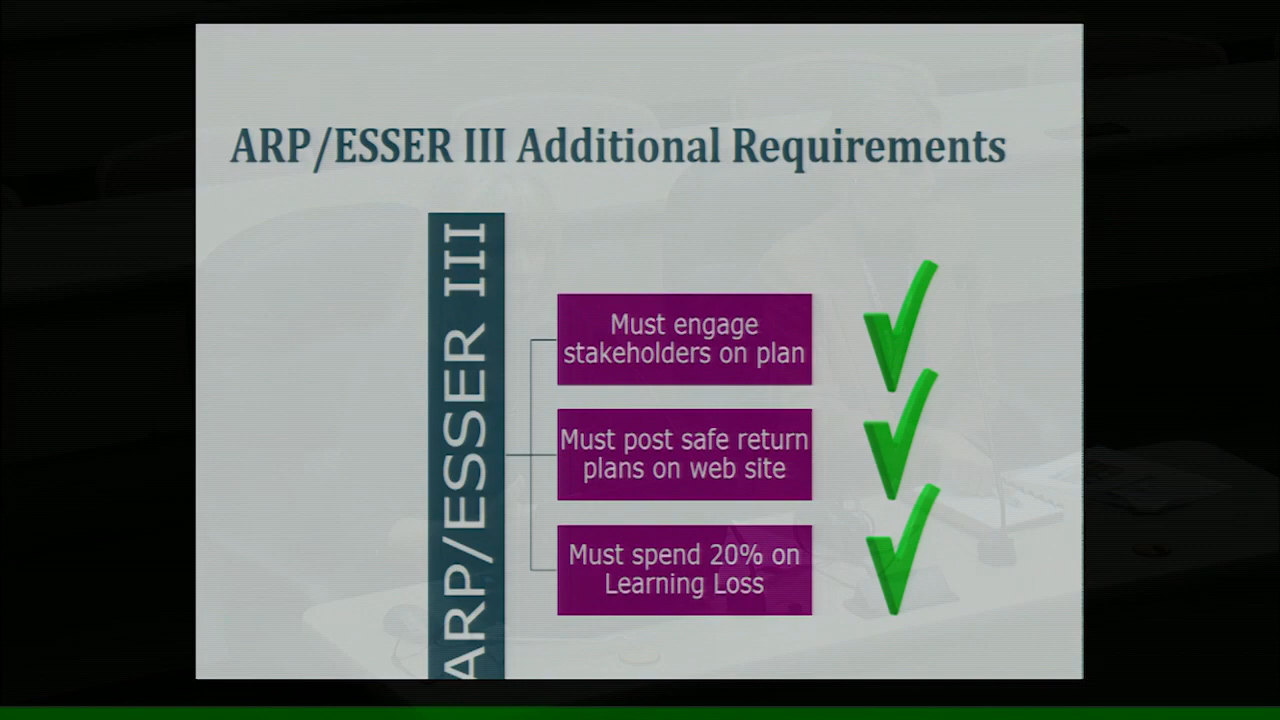 ARP/ESSER III Additional Requirements
ARP/ESSER III
Must engage
stakeholders on plan
Must post safe return
plans on web site
Must spend 20% on
Learning Loss